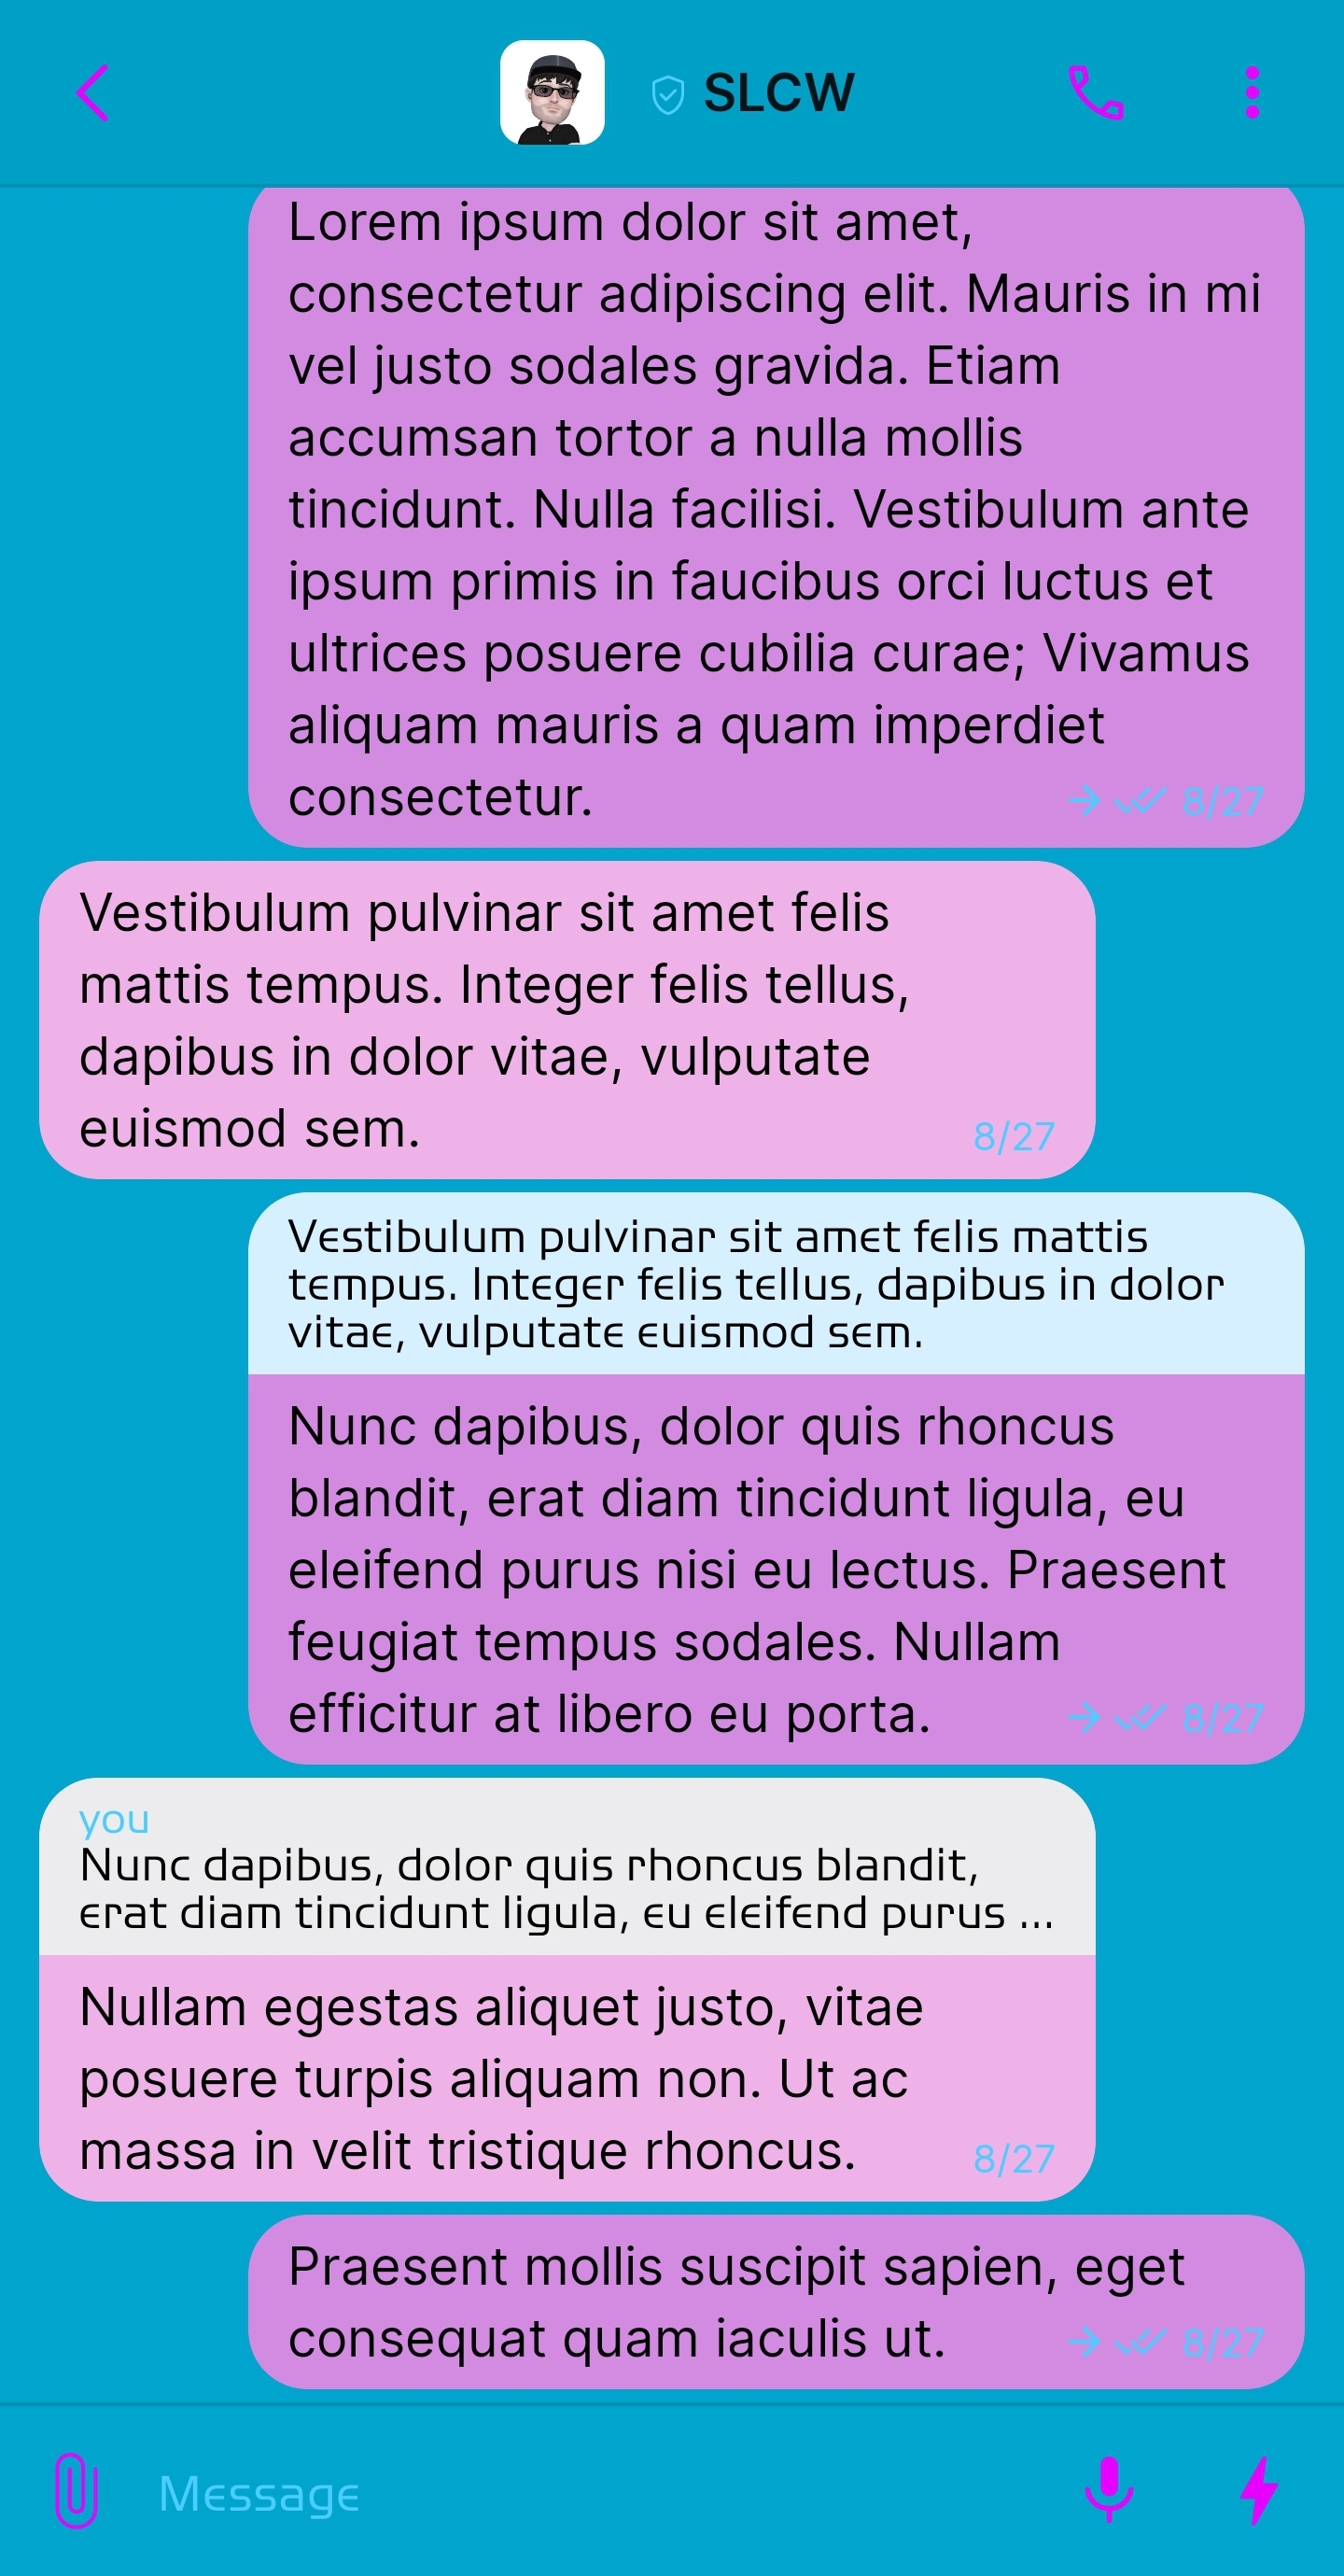 SLCW
Lorem ipsum dolor sit amet,
consectetur adipiscing elit. Mauris in mi
vel justo sodales gravida. Etiam
accumsan tortor a nulla mollis
tincidunt. Nulla facilisi. Vestibulum ante
ipsum primis in faucibus orci luctus et
ultrices posuere cubilia curae; Vivamus
aliquam mauris a quam imperdiet
consectetur.
8/27
Vestibulum pulvinar sit amet felis
mattis tempus. Integer felis tellus,
dapibus in dolor vitae, vulputate
euismod sem.
8/27
Vestibulum pulvinar sit amet felis mattis
tempus. Integer felis tellus, dapibus in dolor
vitae, vulputate euismod sem.
Nunc dapibus, dolor quis rhoncus
blandit, erat diam tincidunt ligula, eu
eleifend purus nisi eu lectus. Praesent
feugiat tempus sodales. Nullam
efficitur at libero eu porta.
8/27
you
Nunc dapibus, dolor quis rhoncus blandit,
erat diam tincidunt ligula, eu eleifend purus ...
Nullam egestas aliquet justo, vitae
posuere turpis aliquam non. Ut ac
massa in velit tristique rhoncus.
8/27
Praesent mollis suscipit sapien, eget
consequat quam iaculis ut.
8/27
Message